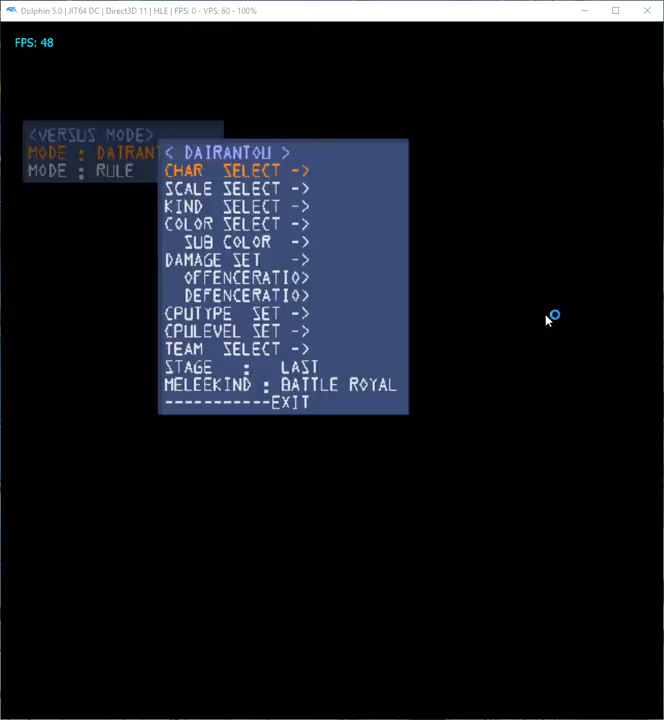 Dolphin 5.0 | JIT64 DC | Direct3D 11 | HLE | FPS: 0 - VPS: 60 - 100%
FPS: 48
<VERSUS MODE>
MODE : DAIRANT
MODE : RULE
< DAIRANTOU >
CHAR SELECT ->
SCALE SELECT ->
KIND SELECT ->
COLOR SELECT ->
SUB COLOR ->
DAMAGE SET ->
OFFENCERATIO>
DEFENCERATIO>
CPUTYPE SET ->
CPULEVEL SET ->
TEAM SELECT ->
STAGE : LAST
MELEEKIND : BATTLE ROYAL
-----------EXIT